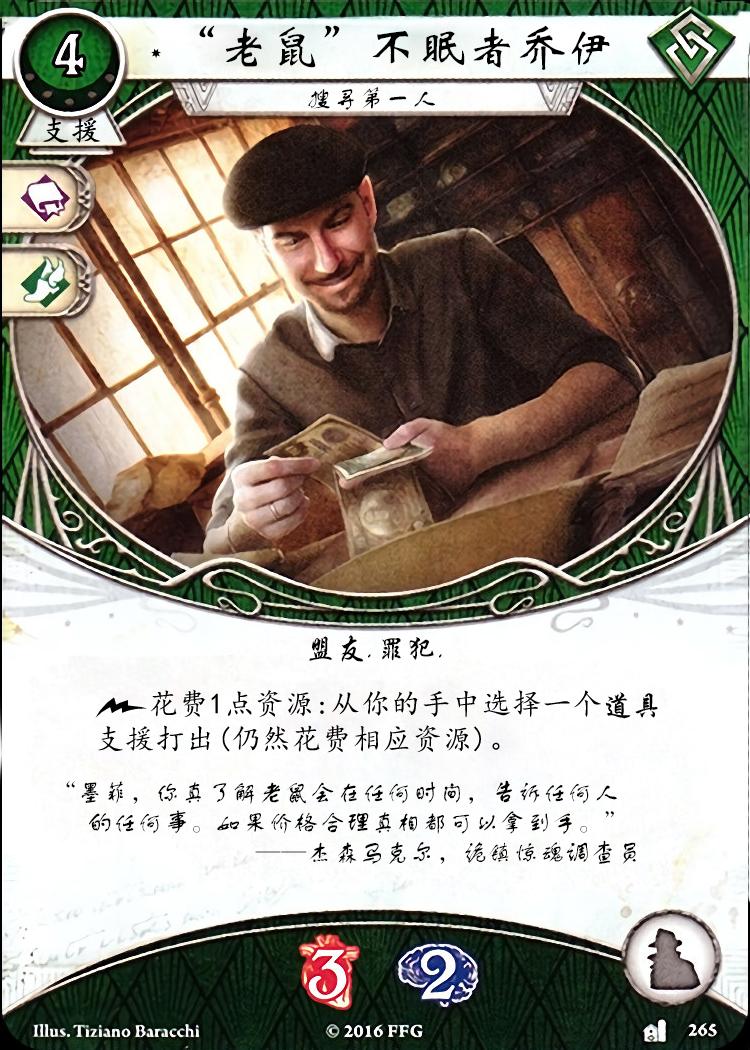 4
“老鼠” 不眠者乔伊
搜寻第一人
支援
盟友.罪犯.
花费1点资源:从你的手中选择一个道具
支援打出(仍然花费相应资源)。
“墨菲，你真了解老鼠会在任何时间，告诉任何人
的任何事。如果价格合理真相都可以拿到手。”
——杰森马克尔，诡镇惊魂调查员
3
2
Illus. Tiziano Baracchi
© 2016 FFG
265